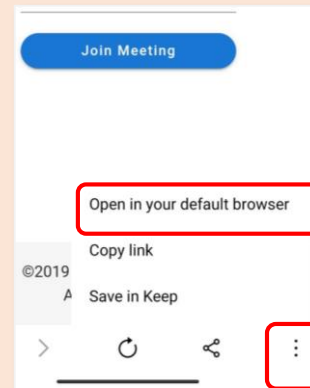 Join Meeting
Open in your default browser
Copy link
©2019
A
Save in Keep